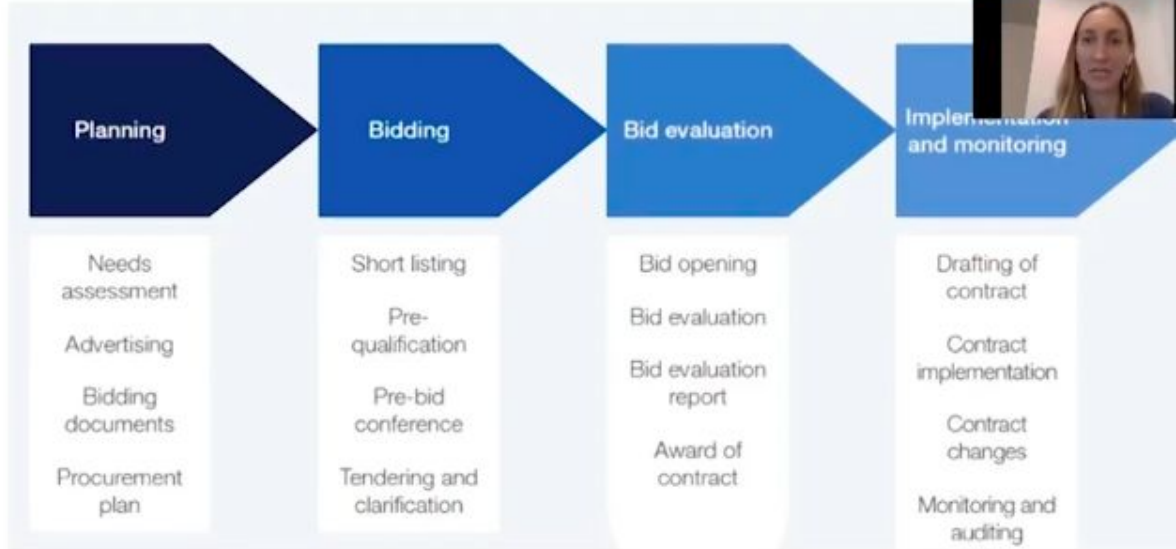 Planning
Bidding
Bid evaluation
Implementation
and monitoring
Needs
assessment
Advertising
Bidding
documents
Procurement
plan
Short listing
Pre-
qualification
Pre-bid
conference
Tendering and
clarification
Bid opening
Bid evaluation
Bid evaluation
report
Award of
contract
Drafting of
contract
Contract
implementation
Contract
changes
Monitoring and
auditing